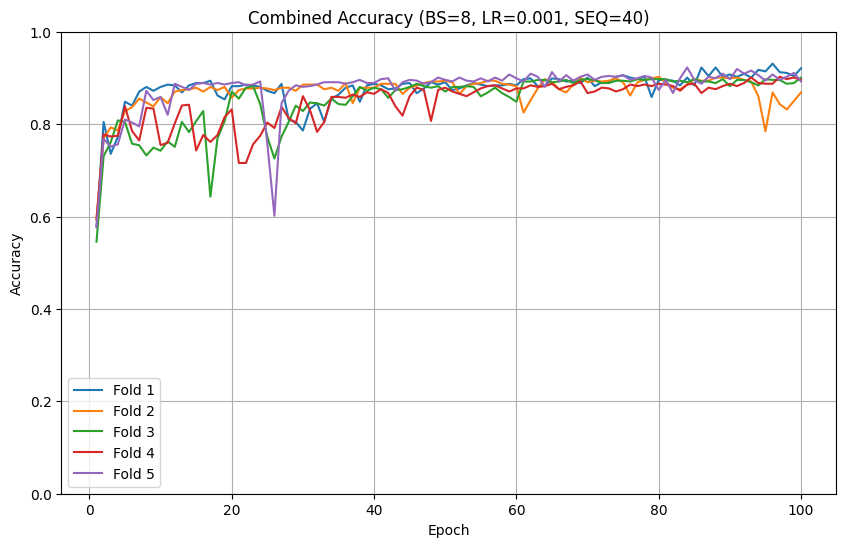 Combined Accuracy (BS=8, LR=0.001, SEQ=40)
1.0
0.8
0.6
0.4
0.2
0.0
Accuracy
Fold 1
Fold 2
Fold 3
Fold 4
Fold 5
0 20 40 60 80 100
Epoch